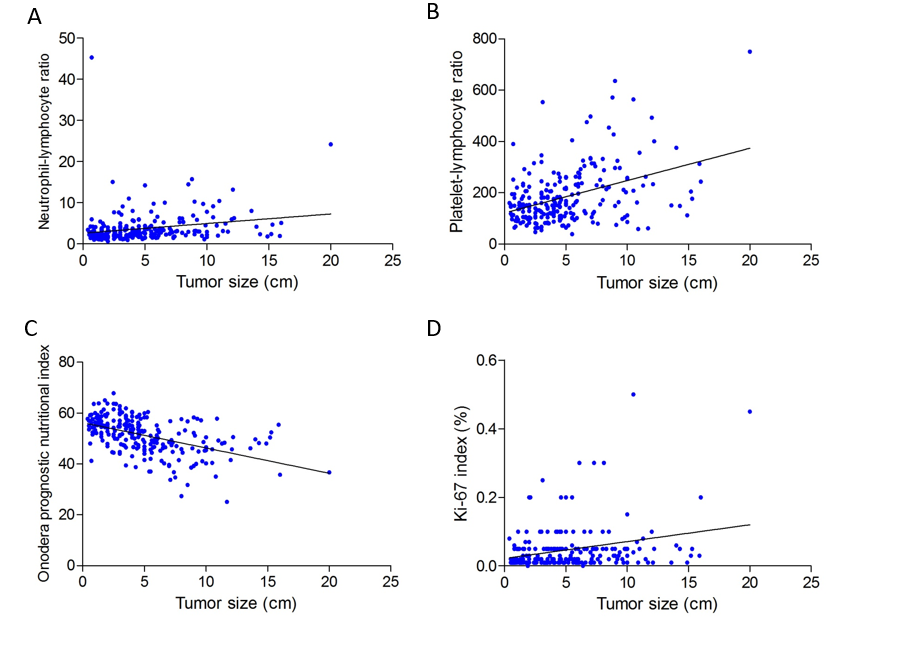 A
Neutrophil-lymphocyte ratio
50
40
30
20
10
0
0 5 10 15 20 25
Tumor size (cm)
B
Platelet-lymphocyte ratio
800
600
400
200
0
0 5 10 15 20 25
Tumor size (cm)
C
Onodera prognostic nutritional index
80
60
40
20
0
0 5 10 15 20 25
Tumor size (cm)
D
Ki-67 index (%)
0.6
0.4
0.2
0.0
0 5 10 15 20 25
Tumor size (cm)